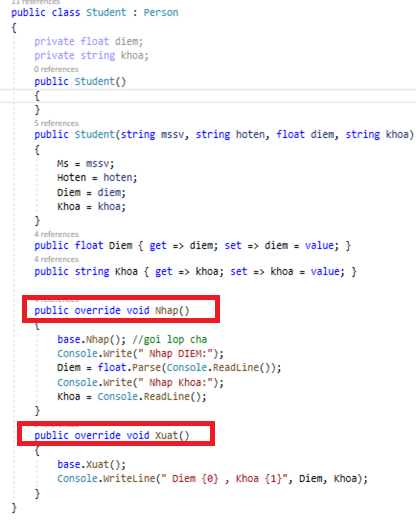 11 references
public class Student : Person
{
private float diem;
private string khoa;
0 references
public Student()
{
}
5 references
public Student(string mssv, string hoten, float diem, string khoa)
{
Ms = mssv;
Hoten = hoten;
Diem = diem;
Khoa = khoa;
}
4 references
public float Diem { get => diem; set => diem = value; }
4 references
public string Khoa { get => khoa; set => khoa = value; }
public override void Nhap()
{
base.Nhap(); //goi lop cha
Console.Write(" Nhap DIEM:");
Diem = float.Parse(Console.ReadLine());
Console.Write(" Nhap Khoa:");
Khoa = Console.ReadLine();
}
public override void Xuat()
{
base.Xuat();
Console.WriteLine(" Diem {0} , Khoa {1}", Diem, Khoa);
}
}